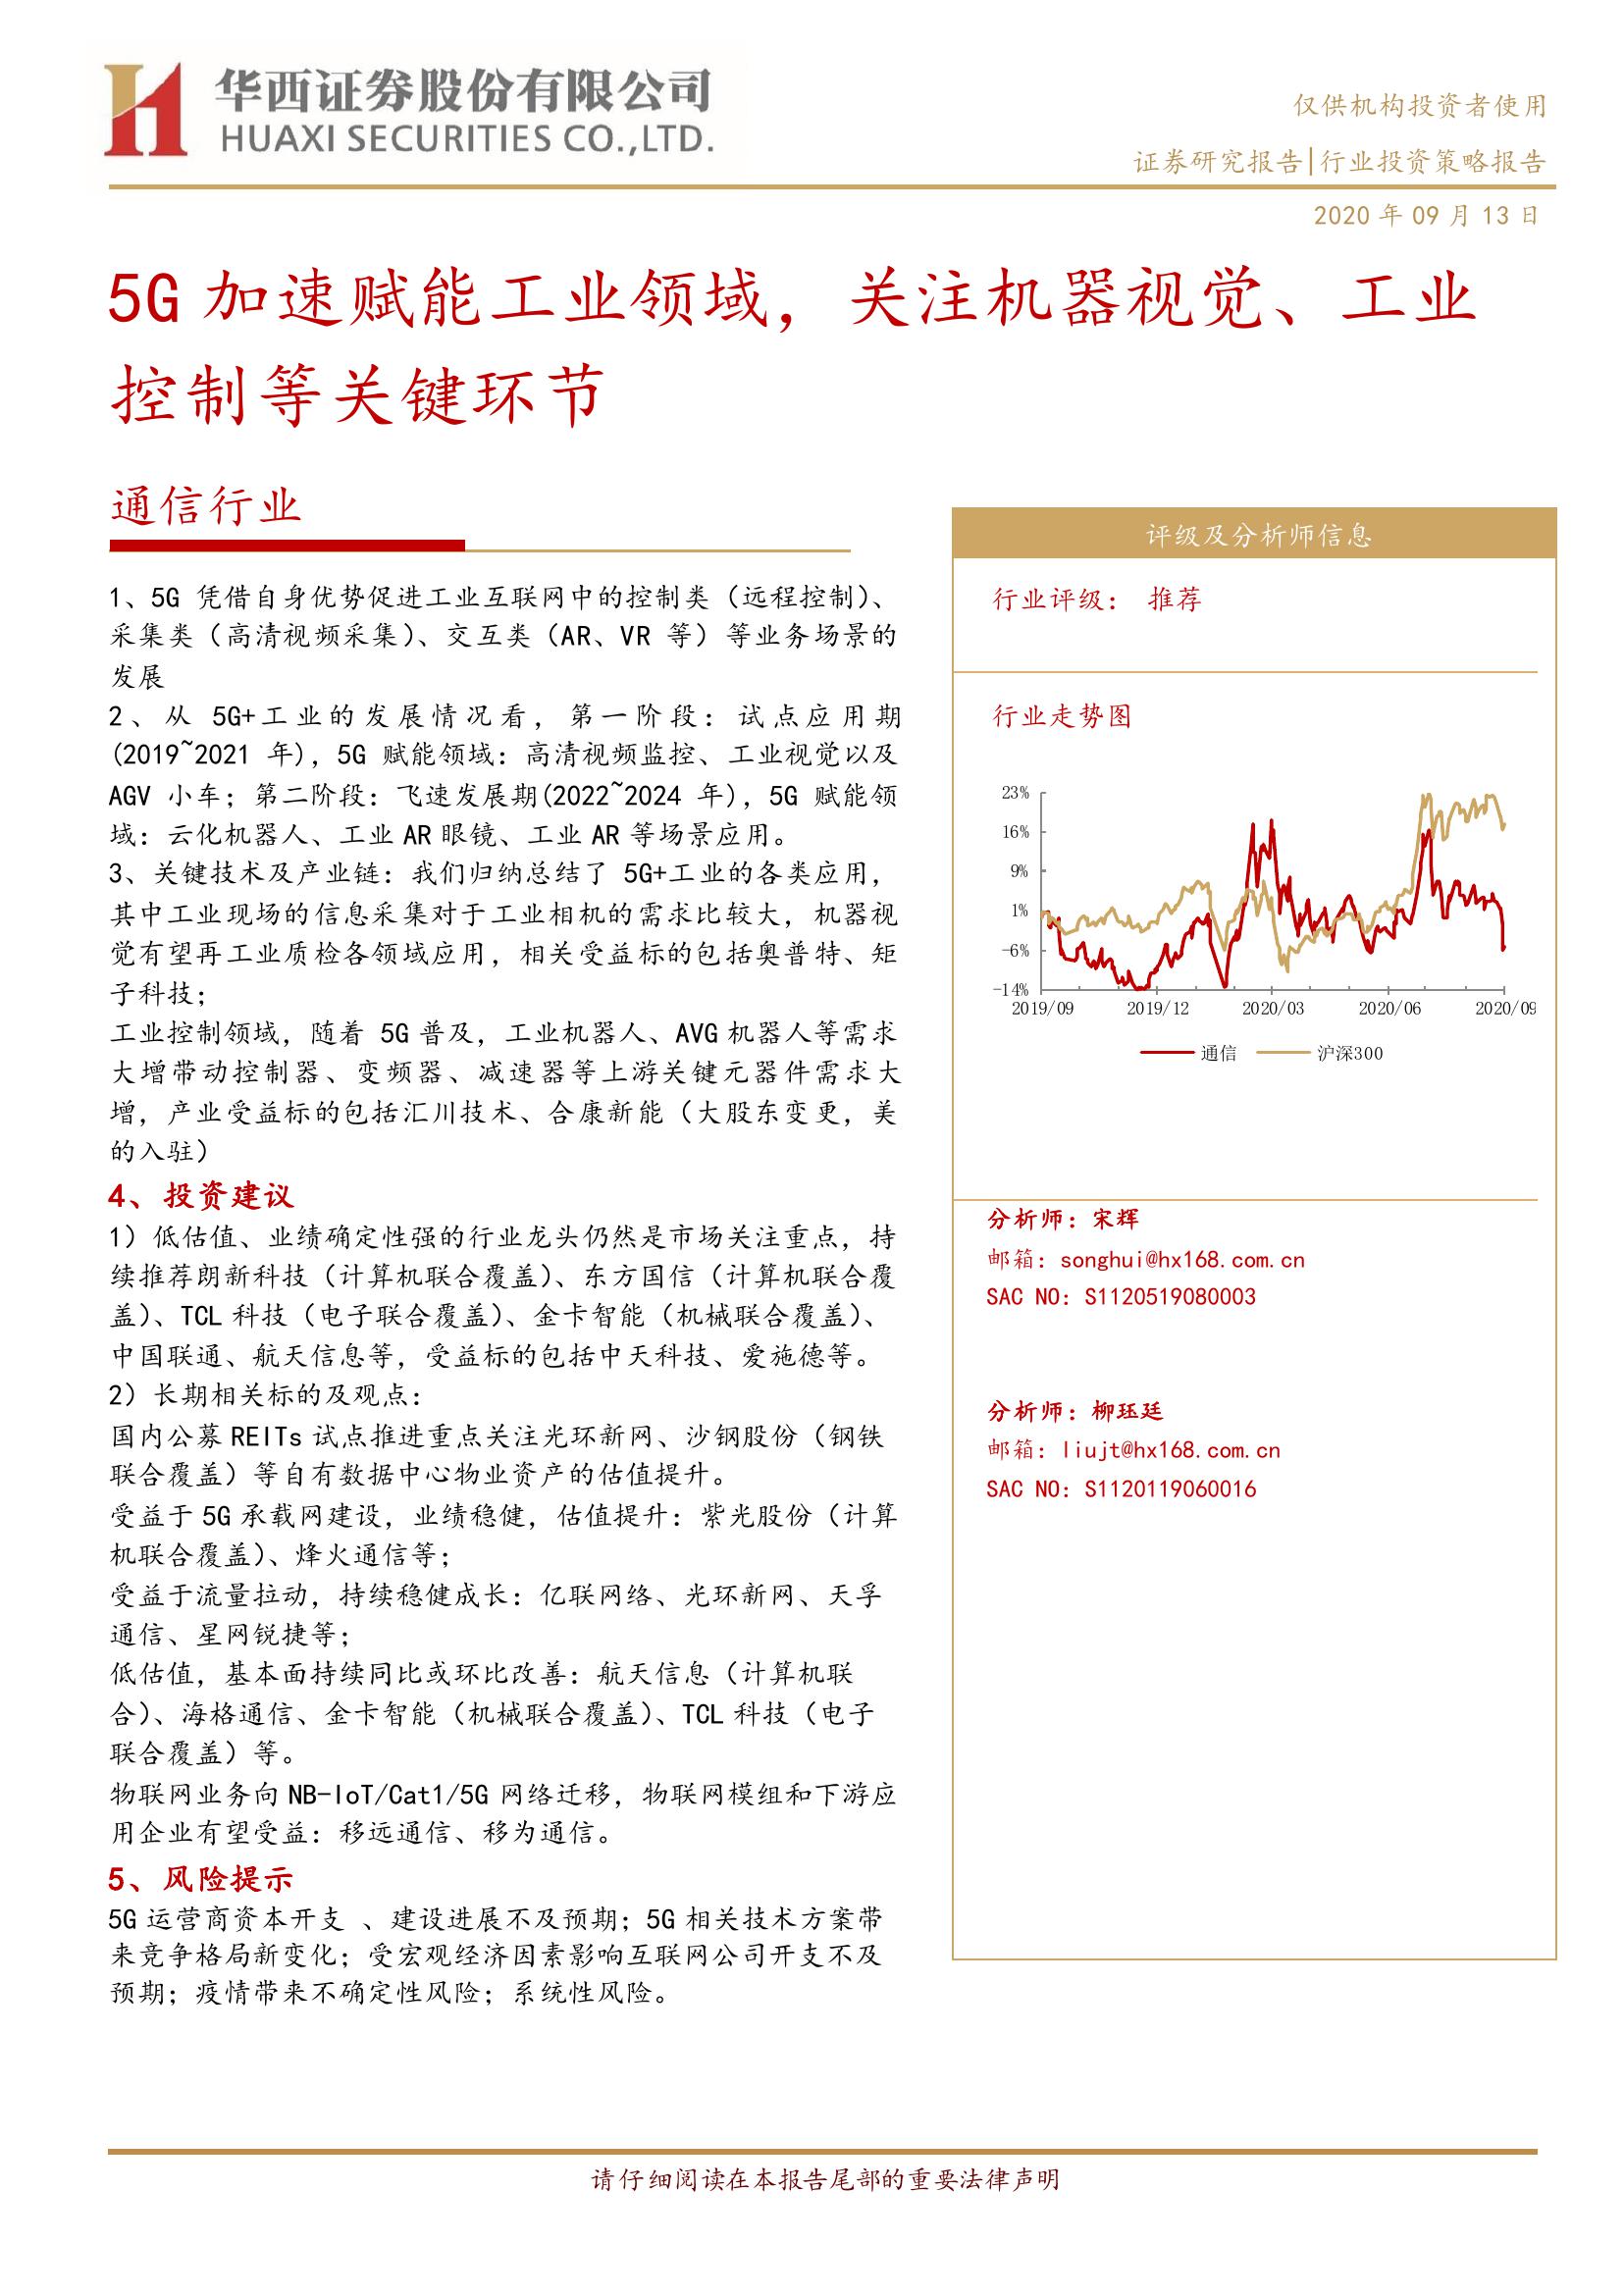 华西证券股份有限公司
HUAXI SECURITIES CO.,LTD.
仅供机构投资者使用
证券研究报告|行业投资策略报告
2020 年 09 月 13 日
5G 加速赋能工业领域，关注机器视觉、工业
控制等关键环节
通信行业
1、5G 凭借自身优势促进工业互联网中的控制类（远程控制）、
采集类（高清视频采集）、交互类（AR、VR 等）等业务场景的
发展
2、从 5G+工业的发展情况看，第一阶段：试点应用期
(2019~2021 年)，5G 赋能领域：高清视频监控、工业视觉以及
AGV 小车；第二阶段：飞速发展期(2022~2024 年)，5G 赋能领
域：云化机器人、工业 AR 眼镜、工业 AR 等场景应用。
3、关键技术及产业链：我们归纳总结了 5G+工业的各类应用，
其中工业现场的信息采集对于工业相机的需求比较大，机器视
觉有望再工业质检各领域应用，相关受益标的包括奥普特、矩
子科技；
工业控制领域，随着 5G 普及，工业机器人、AVG 机器人等需求
大增带动控制器、变频器、减速器等上游关键元器件需求大
增，产业受益标的包括汇川技术、合康新能（大股东变更，美
的入驻）
4、投资建议
1）低估值、业绩确定性强的行业龙头仍然是市场关注重点，持
续推荐朗新科技（计算机联合覆盖）、东方国信（计算机联合覆
盖）、TCL 科技（电子联合覆盖）、金卡智能（机械联合覆盖）、
中国联通、航天信息等，受益标的包括中天科技、爱施德等。
2）长期相关标的及观点：
国内公募 REITs 试点推进重点关注光环新网、沙钢股份（钢铁
联合覆盖）等自有数据中心物业资产的估值提升。
受益于 5G 承载网建设，业绩稳健，估值提升：紫光股份（计算
机联合覆盖）、烽火通信等；
受益于流量拉动，持续稳健成长：亿联网络、光环新网、天孚
通信、星网锐捷等；
低估值，基本面持续同比或环比改善：航天信息（计算机联
合）、海格通信、金卡智能（机械联合覆盖）、TCL 科技（电子
联合覆盖）等。
物联网业务向 NB-IoT/Cat1/5G 网络迁移，物联网模组和下游应
用企业有望受益：移远通信、移为通信。
5、风险提示
5G 运营商资本开支 、建设进展不及预期；5G 相关技术方案带
来竞争格局新变化；受宏观经济因素影响互联网公司开支不及
预期；疫情带来不确定性风险；系统性风险。
评级及分析师信息
行业评级： 推荐
行业走势图
23%
16%
9%
1%
-6%
-14%
2019/09 2019/12 2020/03 2020/06 2020/09
通信 沪深300
分析师：宋辉
邮箱：songhui@hx168.com.cn
SAC NO：S1120519080003
分析师：柳珏廷
邮箱：liujt@hx168.com.cn
SAC NO：S1120119060016
请仔细阅读在本报告尾部的重要法律声明